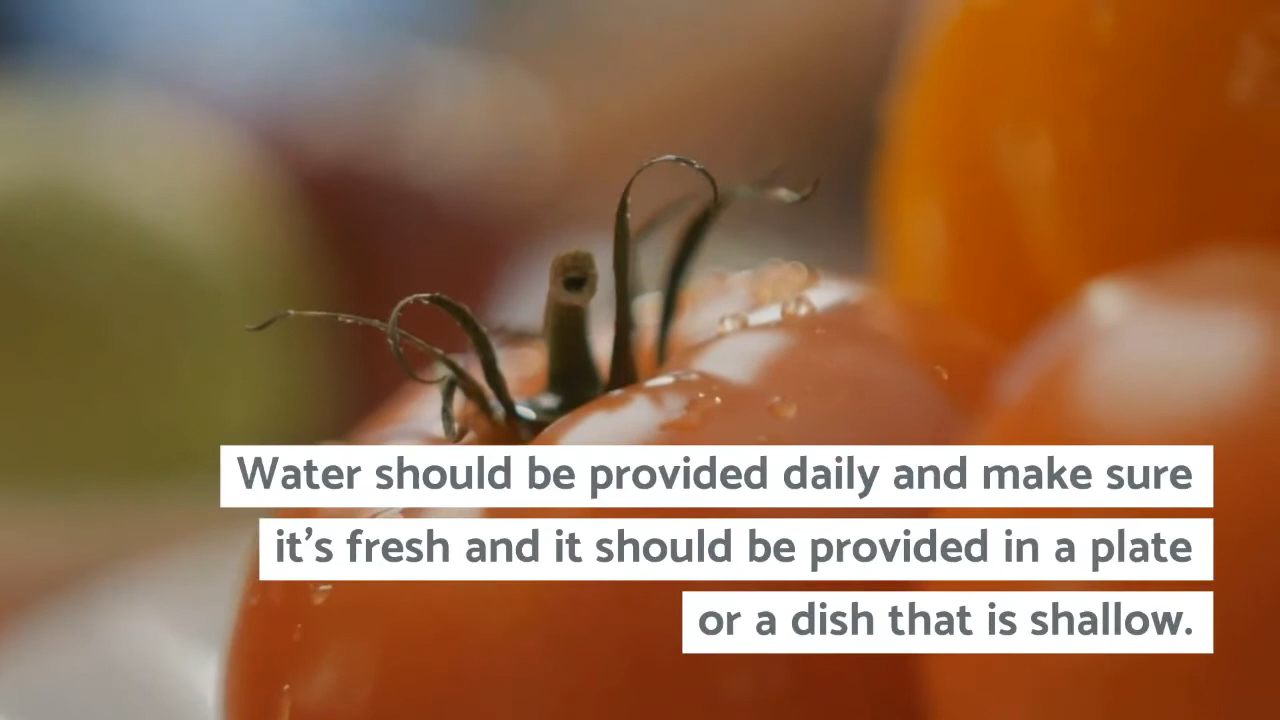 Water should be provided daily and make sure
it’s fresh and it should be provided in a plate
or a dish that is shallow.